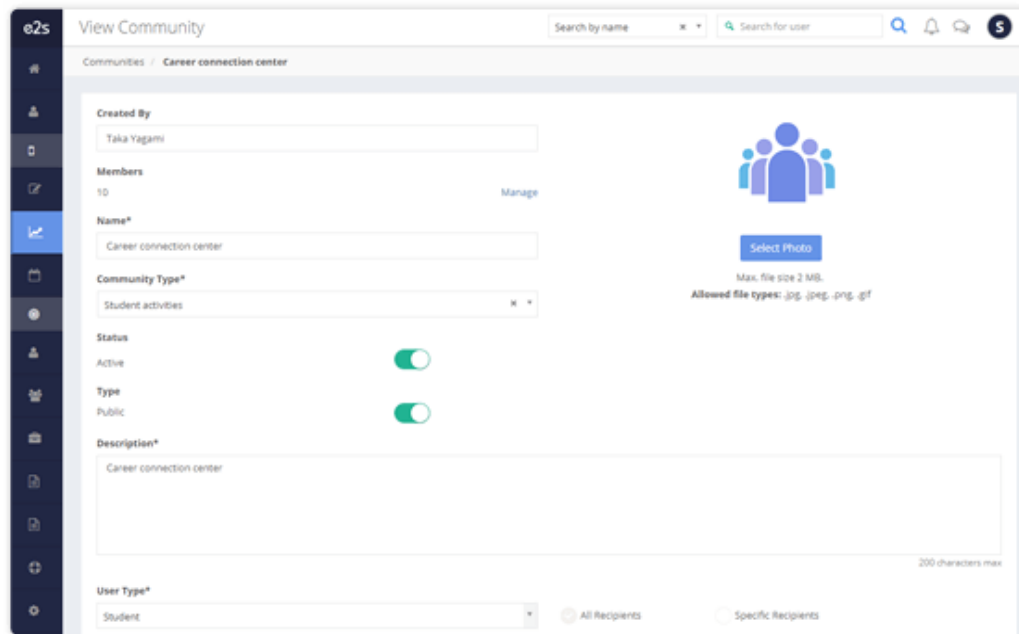 e2s
View Community
Search by name
Search for user
S
Communities / Career connection center
Created By
Taka Yagami
Members
10
Manage
Name*
Career connection center
Select Photo
Max. file size 2 MB.
Allowed file types: .jpg, .jpeg, .png, .gif
Community Type*
Student activities
Status
Active
Type
Public
Description*
Career connection center
200 characters max
User Type*
Student
All Recipients
Specific Recipients